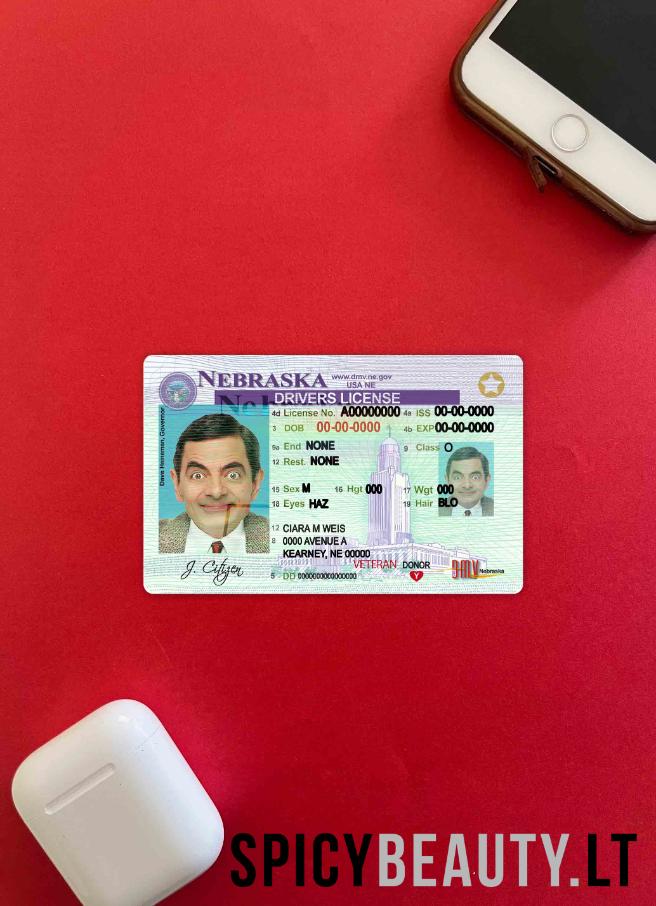 NEBRASKA www.dmv.ne.gov
USA NE
DRIVERS LICENSE
Ne
Dave Heineman, Governor
4d License No. A00000000 4a ISS 00-00-0000
3 DOB 00-00-0000 4b EXP 00-00-0000
9a End NONE 9 Class O
12 Rest. NONE
15 Sex M 16 Hgt 000 17 Wgt 000
18 Eyes HAZ 19 Hair BLO
12 CIARA M WEIS
8 0000 AVENUE A
KEARNEY, NE 00000
VETERAN DONOR
J. Citizen
5 DD 0000000000000000
Y
DMV Nebraska
SPICYBEAUTY.LT